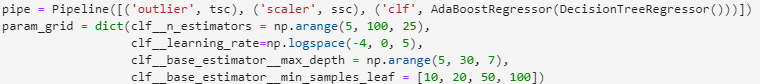 pipe = Pipeline([('outlier', tsc), ('scaler', ssc), ('clf', AdaBoostRegressor(DecisionTreeRegressor()))])
param_grid = dict(clf__n_estimators = np.arange(5, 100, 25),
clf__learning_rate=np.logspace(-4, 0, 5),
clf__base_estimator__max_depth = np.arange(5, 30, 7),
clf__base_estimator__min_samples_leaf = [10, 20, 50, 100])